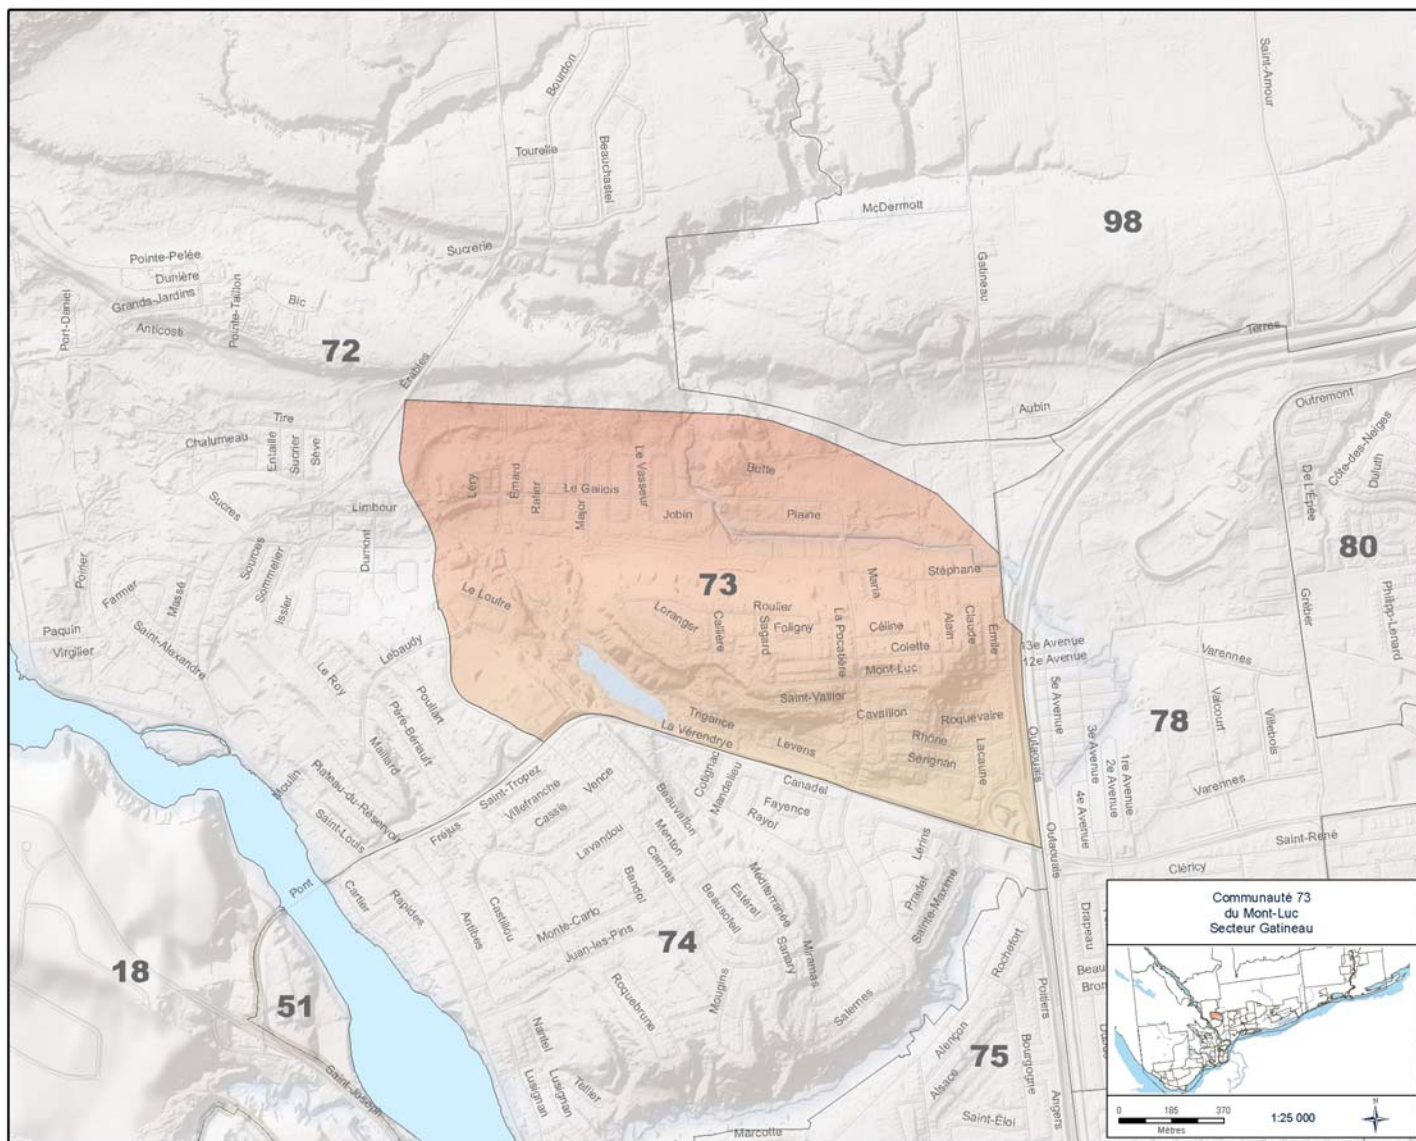 Saint-Amour
Bourdon
Tourelle
Beauchastel
McDermott
98
Sucrerie
Pointe-Pelée
Dunière
Grands-Jardins
Pointe-Taillon
Bic
Port-Daniel
Anticosti
72
Érables
Gatineau
Terres
Aubin
Outremont
Côte-des-Neiges
Duluth
De L'Épée
80
Philipp-Lenard
Gréber
Tire
Chalumeau
Entaille
Sucrier
Sève
Sucres
Limbour
Dumont
Sources
Sommelier
Issler
Poirier
Farmer
Massé
Saint-Alexandre
Paquin
Virgilier
Léry
Émard
Ratier
Le Gallois
Major
Le Vasseur
Jobin
Butte
Plaine
73
Stéphane
Maria
Le Loutre
Loranger
Callière
Roulier
Sagard
Foligny
La Pocatière
Céline
Colette
Alain
Claude
Émile
Mont-Luc
Saint-Vallier
Cavaillon
Roquevaire
Trigance
La Vérendrye
Levens
Rhône
Sérignan
Lacaune
13e Avenue
12e Avenue
5e Avenue
3e Avenue
1re Avenue
2e Avenue
4e Avenue
Outaouais
Outaouais
78
Varennes
Valcourt
Villebois
Varennes
Saint-René
Cléricy
Le Roy
Lebaudy
Poullart
Père-Bériault
Maillard
Plateau-du-Réservoir
Moulin
Saint-Louis
Pont
Fréjus
Saint-Tropez
Villefranche
Cassis
Vence
Lavandou
Beauvallon
Menton
Cannes
Cotignac
Mandelieu
Canadel
Fayence
Rayol
Bandol
Beausoleil
Estérel
Méditerranée
Sanary
Miramas
Lérins
Pradet
Sainte-Maxime
Cartier
Rapides
Antibes
Castillou
Monte-Carlo
Juan-les-Pins
74
Roquebrune
Mougins
Salernes
18
51
Saint-Joseph
Nantel
Lusignan
Lusignan
Tellier
Marcotte
75
Rochefort
Alençon
Alsace
Saint-Éloi
Bourgogne
Poitiers
Angers
Drapeau
Communauté 73
du Mont-Luc
Secteur Gatineau
0 185 370
Mètres
1:25 000
N